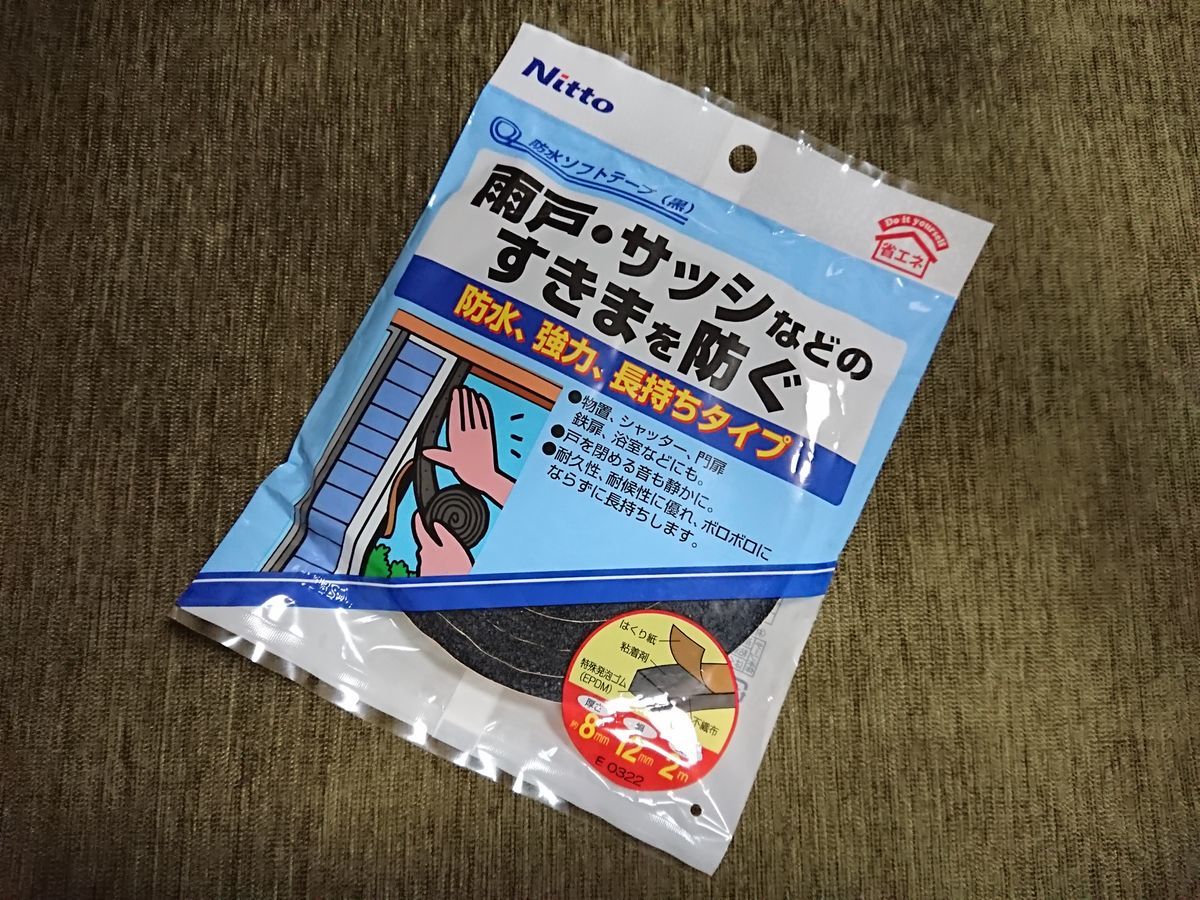 Nitto
防水ソフトテープ(黒)
Do it yourself
省エネ
雨戸・サッシなどの
すきまを防ぐ
防水、強力、長持ちタイプ
●物置、シャッター、門扉
鉄扉、浴室などにも。
●戸を閉める音も静かに。
●耐久性、耐候性に優れ、ボロボロに
ならずに長持ちします。
はくり紙
粘着剤
特殊発泡ゴム
(EPDM)
不織布
厚さ 幅
約8mm 12mm 2m
E 0322